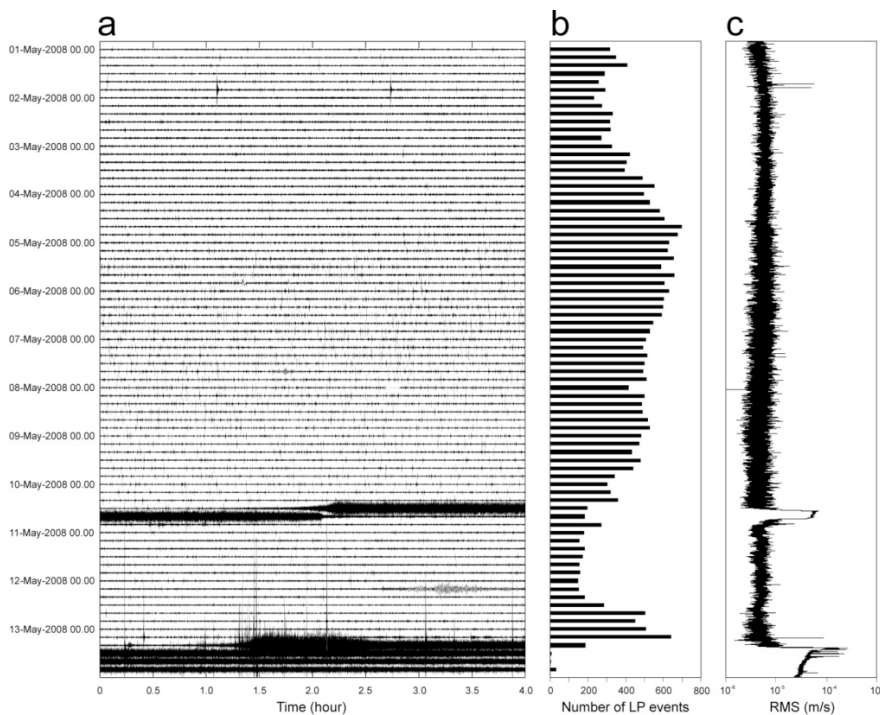 a
b
c
01-May-2008 00.00
02-May-2008 00.00
03-May-2008 00.00
04-May-2008 00.00
05-May-2008 00.00
06-May-2008 00.00
07-May-2008 00.00
08-May-2008 00.00
09-May-2008 00.00
10-May-2008 00.00
11-May-2008 00.00
12-May-2008 00.00
13-May-2008 00.00
0 0.5 1.0 1.5 2.0 2.5 3.0 3.5 4.0
Time (hour)
0 200 400 600 800
Number of LP events
10⁻⁶ 10⁻⁵ 10⁻⁴ 10⁻³
RMS (m/s)